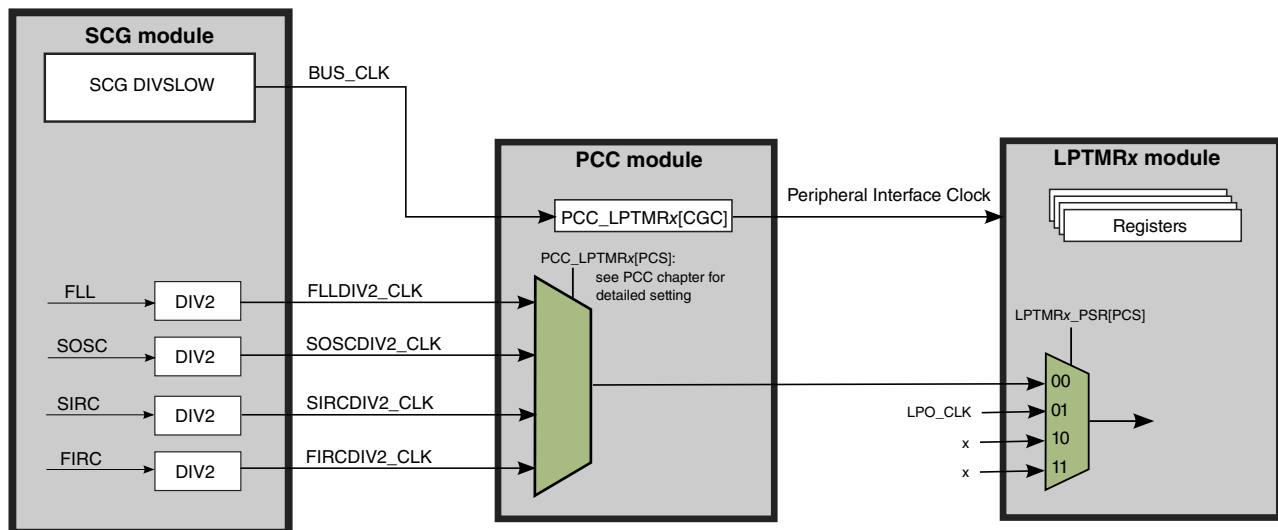 SCG module
SCG DIVSLOW
BUS_CLK
PCC module
PCC_LPTMRx[CGC]
Peripheral Interface Clock
LPTMRx module
Registers
PCC_LPTMRx[PCS]:
see PCC chapter for
detailed setting
FLL
DIV2
FLLDIV2_CLK
SOSC
DIV2
SOSCDIV2_CLK
SIRC
DIV2
SIRCDIV2_CLK
FIRC
DIV2
FIRCDIV2_CLK
LPTMRx_PSR[PCS]
00
LPO_CLK
01
x
10
x
11